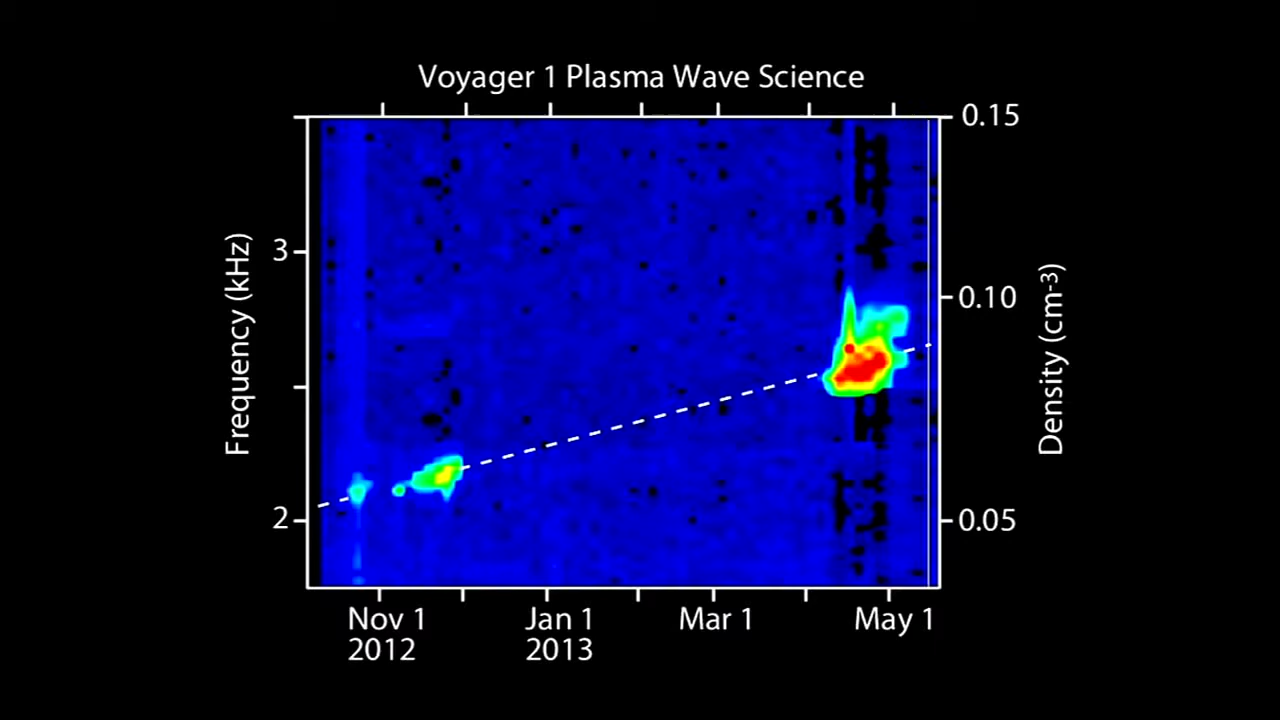 Voyager 1 Plasma Wave Science
0.15
3
0.10
2
0.05
Frequency (kHz)
Density (cm-3)
Nov 1 Jan 1 Mar 1 May 1
2012 2013